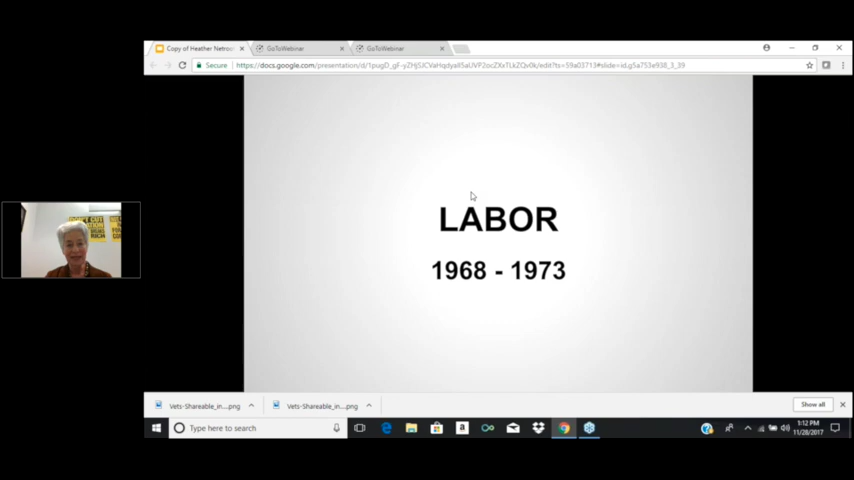 Copy of Heather Netroot
GoToWebinar
GoToWebinar
Secure
LABOR
1968 - 1973
Vets-Shareable_in....png
Vets-Shareable_in....png
Show all
Type here to search
1:12 PM
11/28/2017